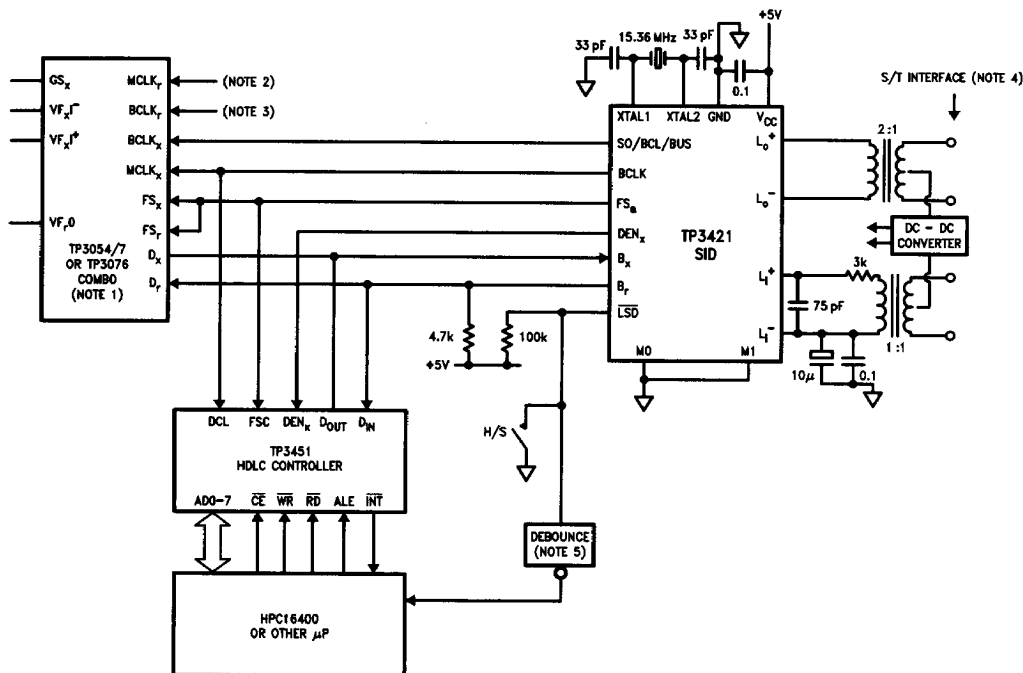 +5V
33 pF
15.36 MHz
33 pF
0.1
S/T INTERFACE (NOTE 4)
GSx
MCLKr
(NOTE 2)
VFxI-
BCLKr
(NOTE 3)
VFxI+
BCLKx
MCLKx
FSx
FSr
VFr0
TP3054/7
OR TP3076
COMBO
(NOTE 1)
Dx
Dr
XTAL1
XTAL2
GND
VCC
SO/BCL/BUS
BCLK
FSa
DENx
Bx
Br
LSD
TP3421
SID
Lo+
Lo-
LI+
LI-
M0
M1
2:1
DC - DC
CONVERTER
3k
75 pF
1:1
10µ
0.1
4.7k
100k
+5V
H/S
DCL
FSC
DENx
DOUT
DIN
TP3451
HDLC CONTROLLER
AD0-7
CE
WR
RD
ALE
INT
DEBOUNCE
(NOTE 5)
HPC16400
OR OTHER µP